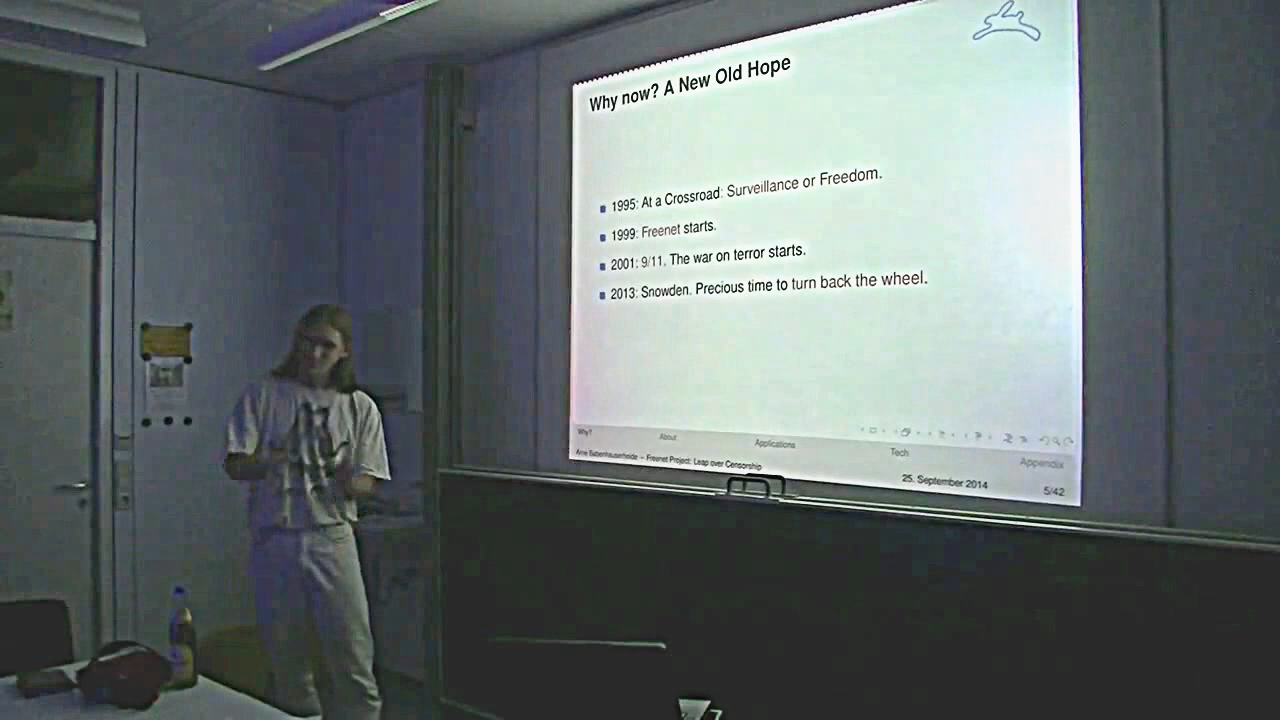 Why now? A New Old Hope
1995: At a Crossroad: Surveillance or Freedom.
1999: Freenet starts.
2001: 9/11. The war on terror starts.
2013: Snowden. Precious time to turn back the wheel.
Why?
About
Applications
Tech
Appendix
Arne Babenhauserheide — Freenet Project: Leap over Censorship
25. September 2014
5/42